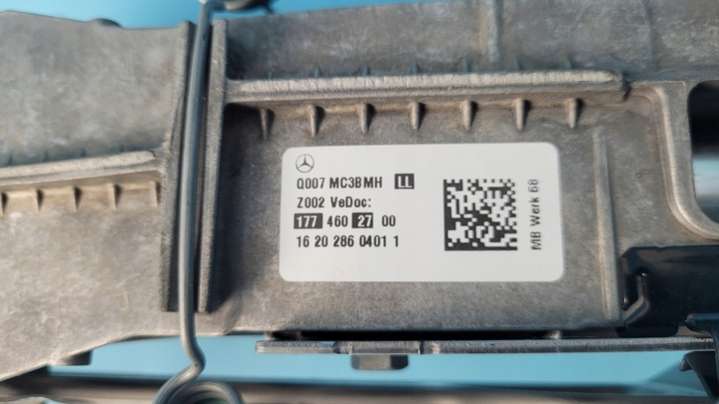 Q007 MC3BMH LL
Z002 VeDoc:
177 460 27 00
16 20 286 0401 1
MB Werk 68